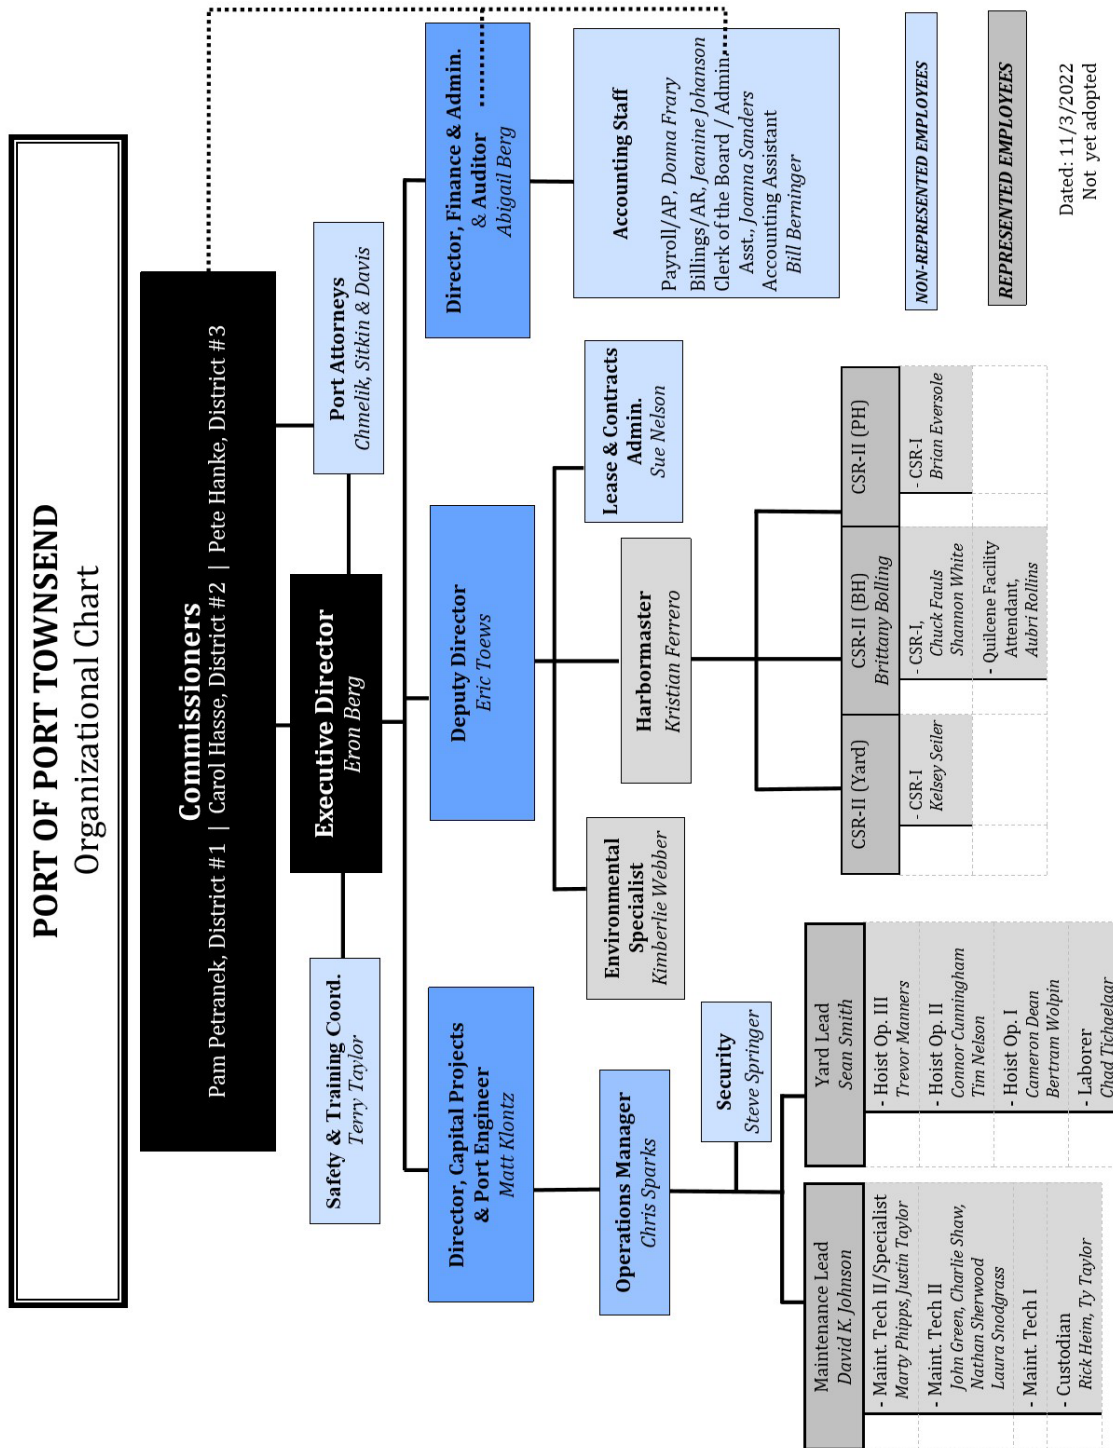 PORT OF PORT TOWNSEND
Organizational Chart
Commissioners
Pam Petranek, District #1 | Carol Hasse, District #2 | Pete Hanke, District #3
Safety & Training Coord.
Terry Taylor
Executive Director
Eron Berg
Port Attorneys
Chmelik, Sitkin & Davis
Director, Capital Projects
& Port Engineer
Matt Klontz
Deputy Director
Eric Toews
Director, Finance & Admin.
& Auditor
Abigail Berg
Operations Manager
Chris Sparks
Security
Steve Springer
Environmental
Specialist
Kimberlie Webber
Harbormaster
Kristian Ferrero
Lease & Contracts
Admin.
Sue Nelson
Accounting Staff
Payroll/AP, Donna Frary
Billings/AR, Jeanine Johanson
Clerk of the Board / Admin.
Asst., Joanna Sanders
Accounting Assistant
Bill Berninger
Maintenance Lead
David K. Johnson
- Maint. Tech II/Specialist
Marty Phipps, Justin Taylor
- Maint. Tech II
John Green, Charlie Shaw,
Nathan Sherwood
Laura Snodgrass
- Maint. Tech I
- Custodian
Rick Heim, Ty Taylor
Yard Lead
Sean Smith
- Hoist Op. III
Trevor Manners
- Hoist Op. II
Connor Cunningham
Tim Nelson
- Hoist Op. I
Cameron Dean
Bertram Wolpin
- Laborer
Chad Tichgelaar
CSR-II (Yard)
- CSR-I
Kelsey Seiler
CSR-II (BH)
Brittany Bolling
- CSR-I,
Chuck Fauls
Shannon White
- Quilcene Facility
Attendant,
Aubri Rollins
CSR-II (PH)
- CSR-I
Brian Eversole
NON-REPRESENTED EMPLOYEES
REPRESENTED EMPLOYEES
Dated: 11/3/2022
Not yet adopted